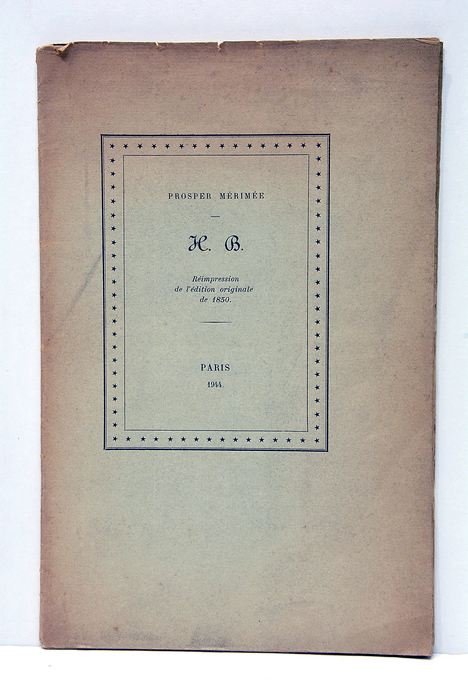 PROSPER MÉRIMÉE
H. B.
Réimpression
de l'édition originale
de 1850.
PARIS
1944